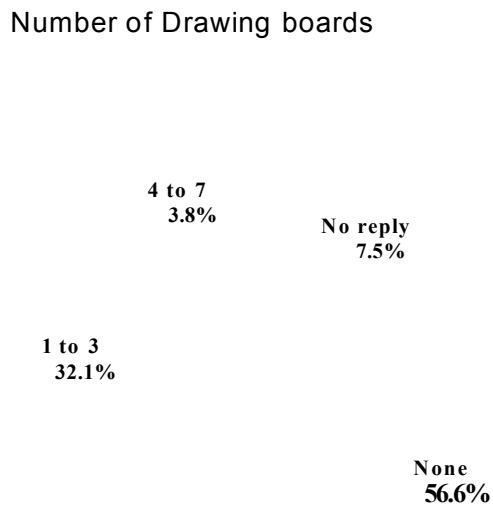 Number of Drawing boards
4 to 7
3.8%
No reply
7.5%
1 to 3
32.1%
None
56.6%